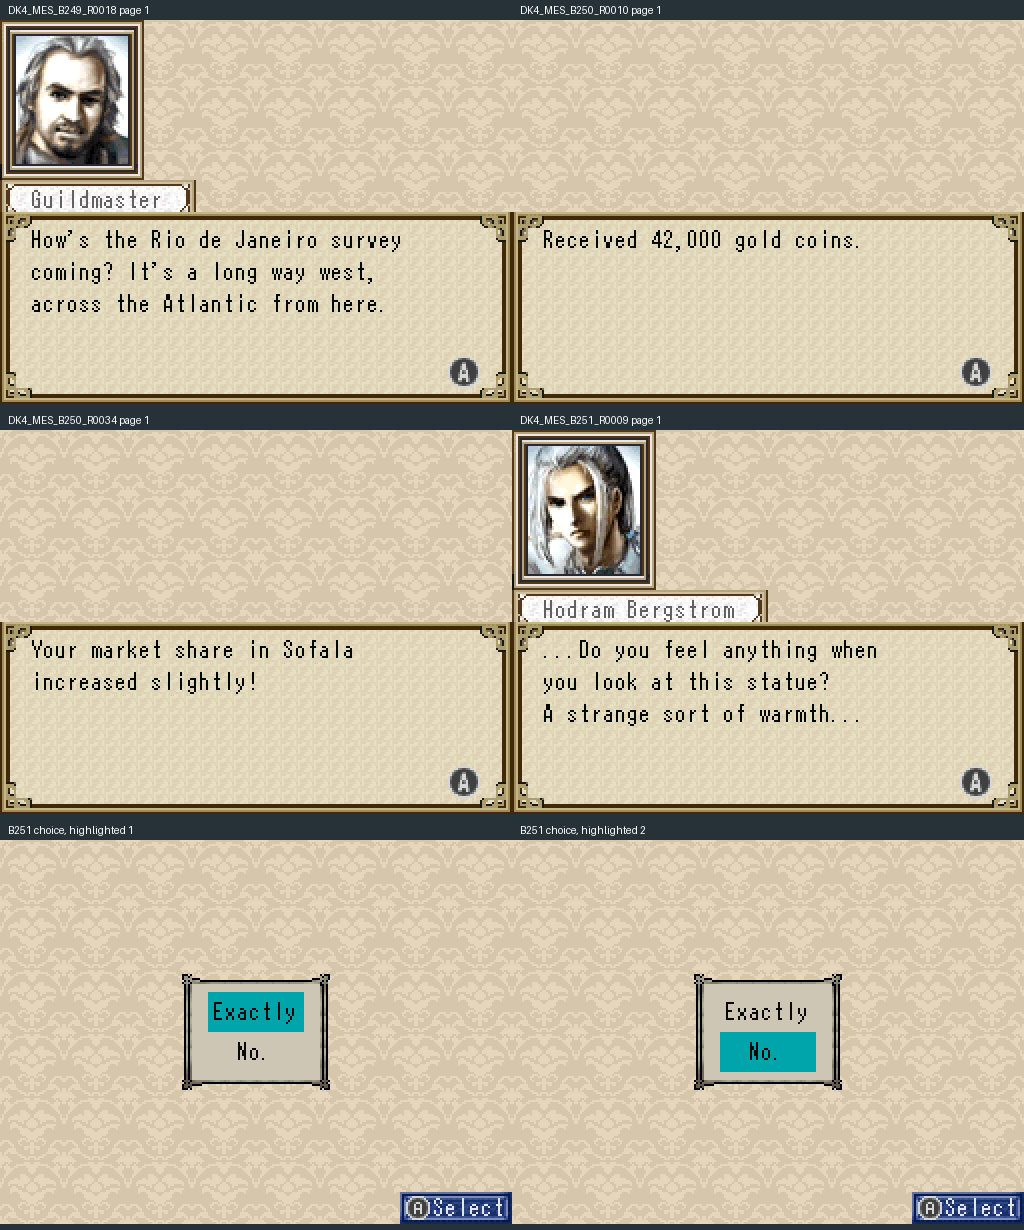 DK4_MES_B249_R0018 page 1
Guildmaster
How's the Rio de Janeiro survey
coming? It's a long way west,
across the Atlantic from here.
A
DK4_MES_B250_R0010 page 1
Received 42,000 gold coins.
A
DK4_MES_B250_R0034 page 1
Your market share in Sofala
increased slightly!
A
DK4_MES_B251_R0009 page 1
Hodram Bergstrom
...Do you feel anything when
you look at this statue?
A strange sort of warmth...
A
B251 choice, highlighted 1
Exactly
No.
A Select
B251 choice, highlighted 2
Exactly
No.
A Select